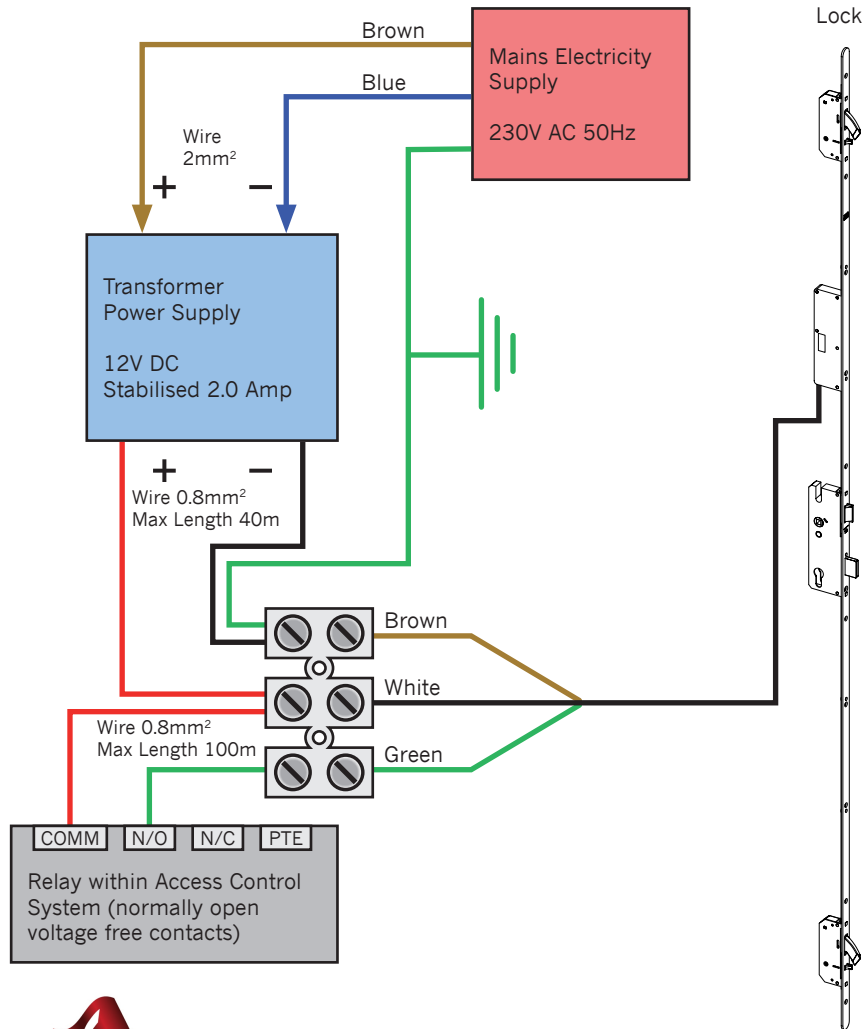 Lock
Brown
Mains Electricity
Supply
230V AC 50Hz
Blue
Wire
2mm²
+ −
Transformer
Power Supply
12V DC
Stabilised 2.0 Amp
+ −
Wire 0.8mm²
Max Length 40m
Brown
White
Wire 0.8mm²
Max Length 100m
Green
COMM N/O N/C PTE
Relay within Access Control
System (normally open
voltage free contacts)